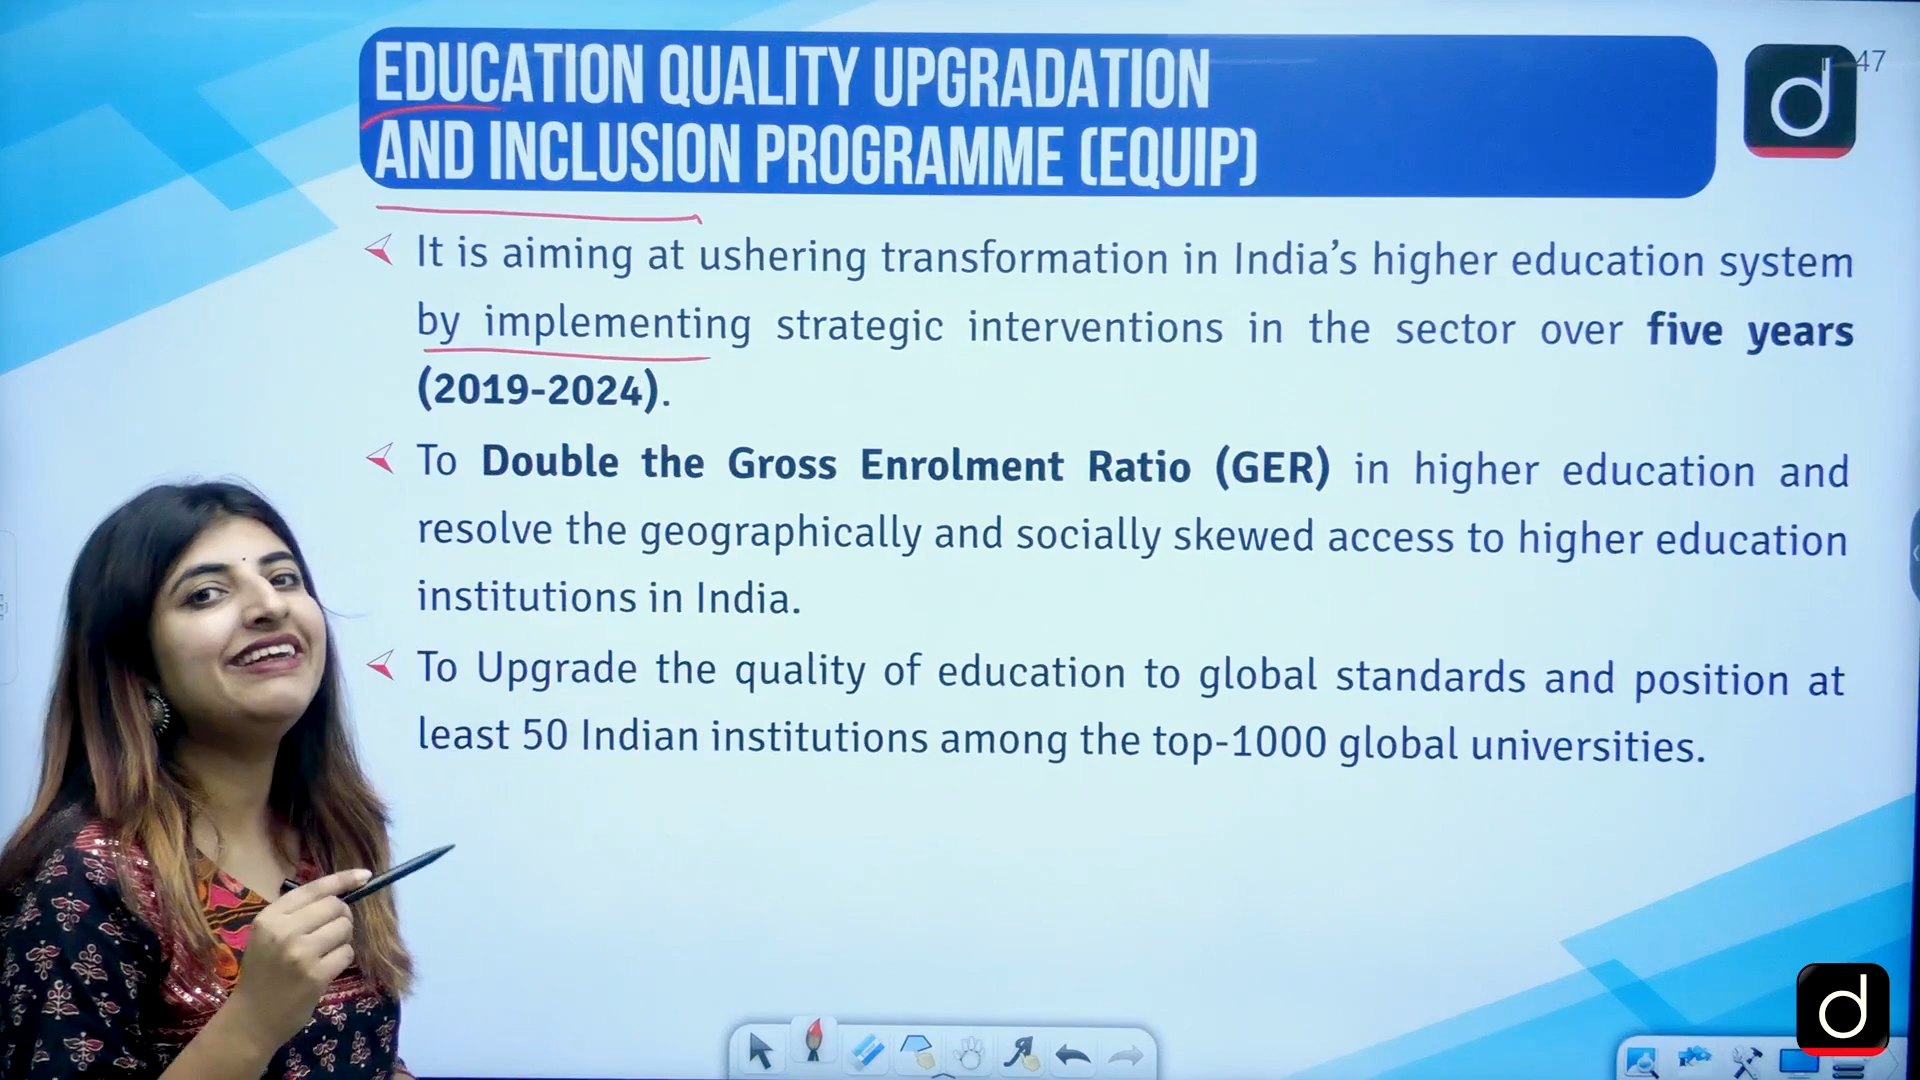 EDUCATION QUALITY UPGRADATION
AND INCLUSION PROGRAMME (EQUIP)
47
d
It is aiming at ushering transformation in India's higher education system
by implementing strategic interventions in the sector over five years
(2019-2024).
To Double the Gross Enrolment Ratio (GER) in higher education and
resolve the geographically and socially skewed access to higher education
institutions in India.
To Upgrade the quality of education to global standards and position at
least 50 Indian institutions among the top-1000 global universities.
d